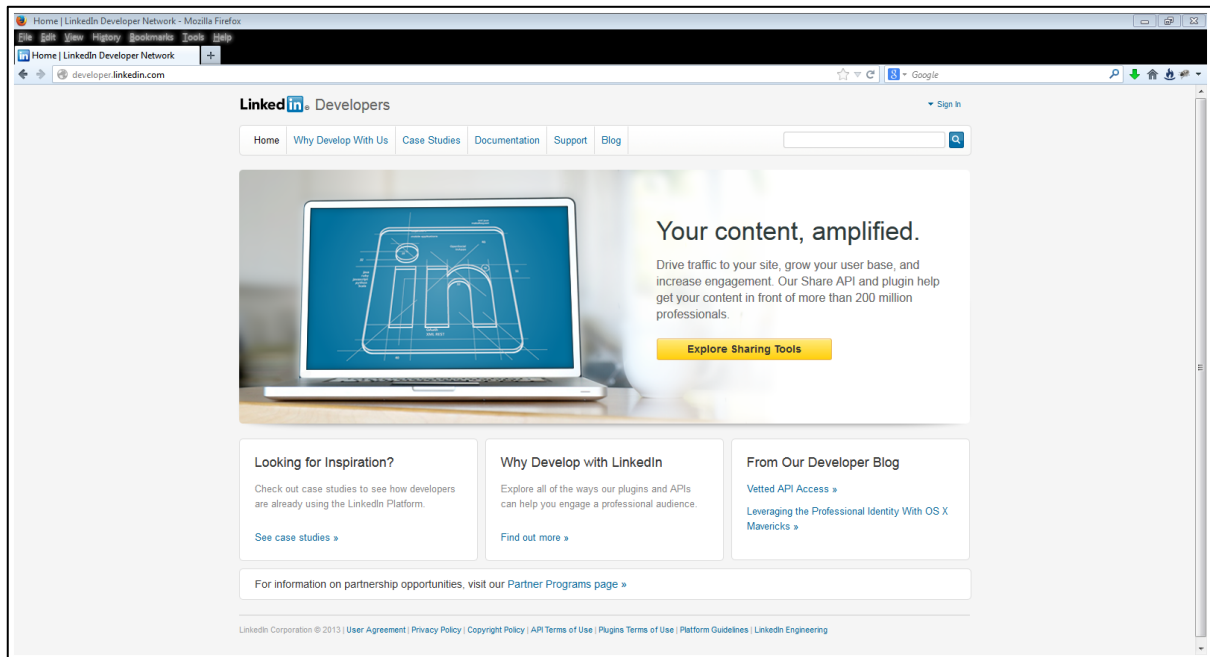 Home | LinkedIn Developer Network - Mozilla Firefox
File Edit View History Bookmarks Tools Help
Home | LinkedIn Developer Network
developer.linkedin.com
Google
Linked in Developers
Sign In
Home Why Develop With Us Case Studies Documentation Support Blog
in
Your content, amplified.
Drive traffic to your site, grow your user base, and
increase engagement. Our Share API and plugin help
get your content in front of more than 200 million
professionals.
Explore Sharing Tools
Looking for Inspiration?
Check out case studies to see how developers
are already using the LinkedIn Platform.
See case studies »
Why Develop with LinkedIn
Explore all of the ways our plugins and APIs
can help you engage a professional audience.
Find out more »
From Our Developer Blog
Vetted API Access »
Leveraging the Professional Identity With OS X
Mavericks »
For information on partnership opportunities, visit our Partner Programs page »
LinkedIn Corporation © 2013 | User Agreement | Privacy Policy | Copyright Policy | API Terms of Use | Plugins Terms of Use | Platform Guidelines | LinkedIn Engineering